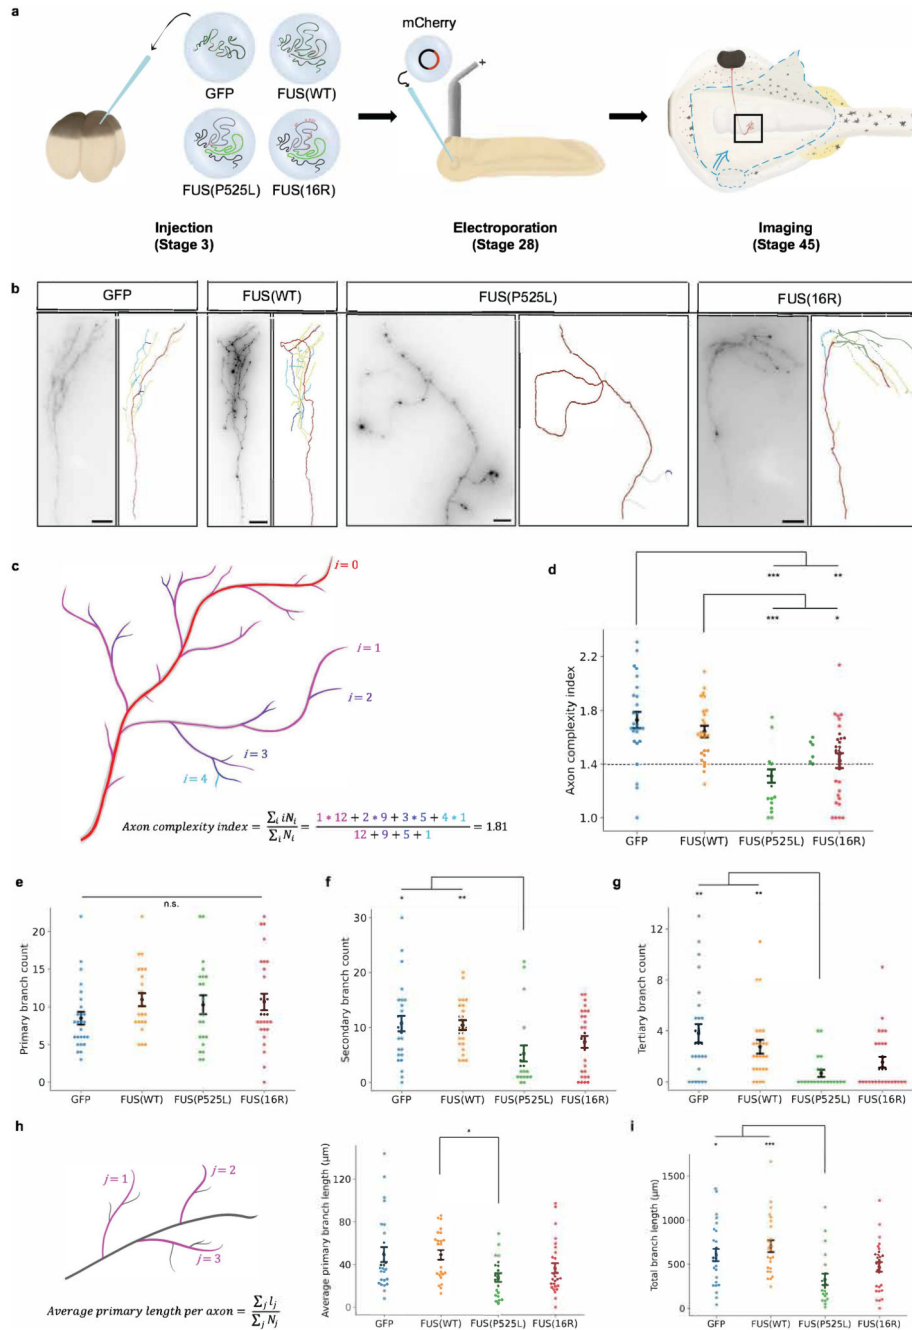 a
mCherry
+
GFP
FUS(WT)
FUS(P525L)
FUS(16R)
Injection
(Stage 3)
Electroporation
(Stage 28)
Imaging
(Stage 45)
b
GFP
FUS(WT)
FUS(P525L)
FUS(16R)
c
i=0
i=1
i=2
i=3
i=4
Axon complexity index = ∑ᵢ iNᵢ / ∑ᵢ Nᵢ = 1 * 12 + 2 * 9 + 3 * 5 + 4 * 1 / 12 + 9 + 5 + 1 = 1.81
d
***
**
***
*
Axon complexity index
2.2
1.8
1.4
1.0
GFP
FUS(WT)
FUS(P525L)
FUS(16R)
e
n.s.
Primary branch count
20
15
10
5
0
GFP
FUS(WT)
FUS(P525L)
FUS(16R)
f
*
**
Secondary branch count
30
20
10
0
GFP
FUS(WT)
FUS(P525L)
FUS(16R)
g
**
**
Tertiary branch count
12
8
4
0
GFP
FUS(WT)
FUS(P525L)
FUS(16R)
h
j=1
j=2
j=3
Average primary length per axon = ∑ⱼ lⱼ / ∑ⱼ Nⱼ
*
Average primary branch length (µm)
160
120
80
40
0
GFP
FUS(WT)
FUS(P525L)
FUS(16R)
i
*
***
Total branch length (µm)
1500
1000
500
0
GFP
FUS(WT)
FUS(P525L)
FUS(16R)